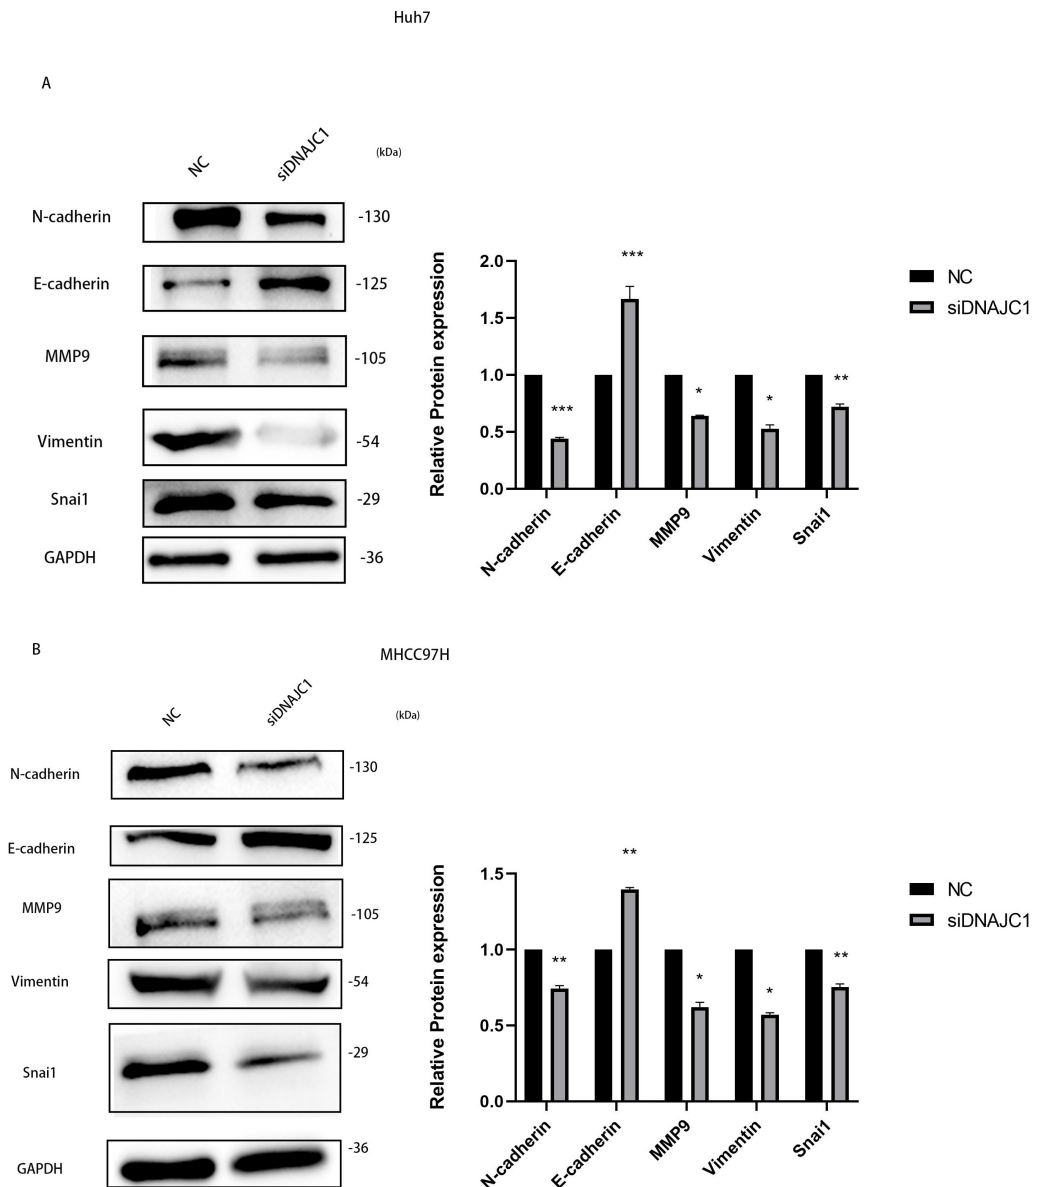 Huh7
A
NC siDNAJC1 (kDa)
N-cadherin -130
E-cadherin -125
MMP9 -105
Vimentin -54
Snai1 -29
GAPDH -36
Relative Protein expression
2.0
1.5
1.0
0.5
0.0
***
***
*
*
**
N-cadherin E-cadherin MMP9 Vimentin Snai1
NC
siDNAJC1
B
MHCC97H
NC siDNAJC1 (kDa)
N-cadherin -130
E-cadherin -125
MMP9 -105
Vimentin -54
Snai1 -29
GAPDH -36
Relative Protein expression
1.5
1.0
0.5
0.0
**
**
*
*
**
N-cadherin E-cadherin MMP9 Vimentin Snai1
NC
siDNAJC1